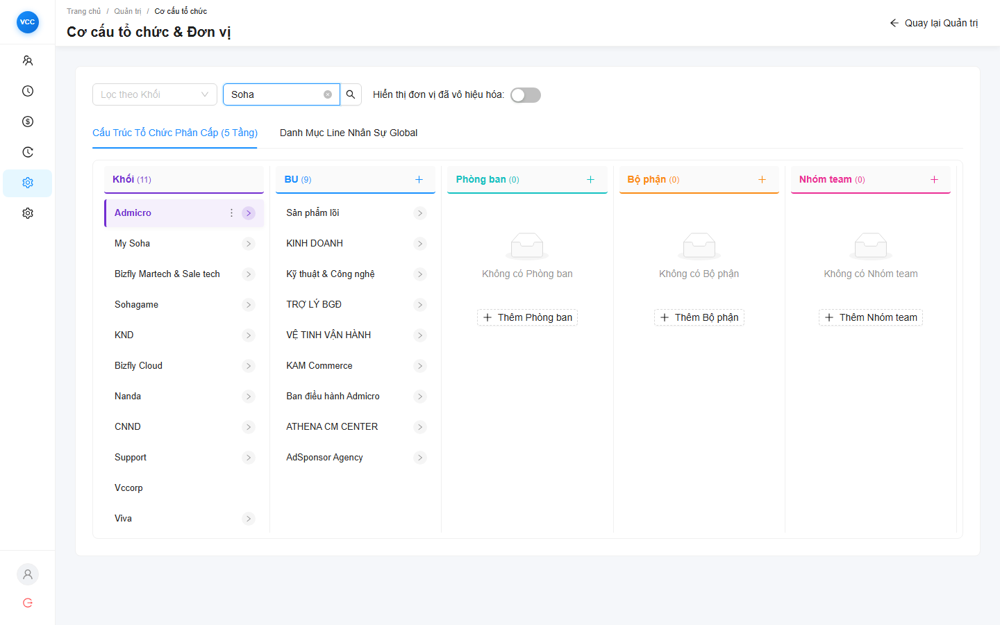 VCC
Trang chủ / Quản trị / Cơ cấu tổ chức
Cơ cấu tổ chức & Đơn vị
Quay lại Quản trị
Lọc theo Khối
Soha
Hiển thị đơn vị đã vô hiệu hóa:
Cấu Trúc Tổ Chức Phân Cấp (5 Tầng)
Danh Mục Line Nhân Sự Global
Khối (11)
Admicro
My Soha
Bizfly Martech & Sale tech
Sohagame
KND
Bizfly Cloud
Nanda
CNND
Support
Vccorp
Viva
BU (9)
Sản phẩm lõi
KINH DOANH
Kỹ thuật & Công nghệ
TRỢ LÝ BGĐ
VỆ TINH VẬN HÀNH
KAM Commerce
Ban điều hành Admicro
ATHENA CM CENTER
AdSponsor Agency
Phòng ban (0)
Không có Phòng ban
Thêm Phòng ban
Bộ phận (0)
Không có Bộ phận
Thêm Bộ phận
Nhóm team (0)
Không có Nhóm team
Thêm Nhóm team